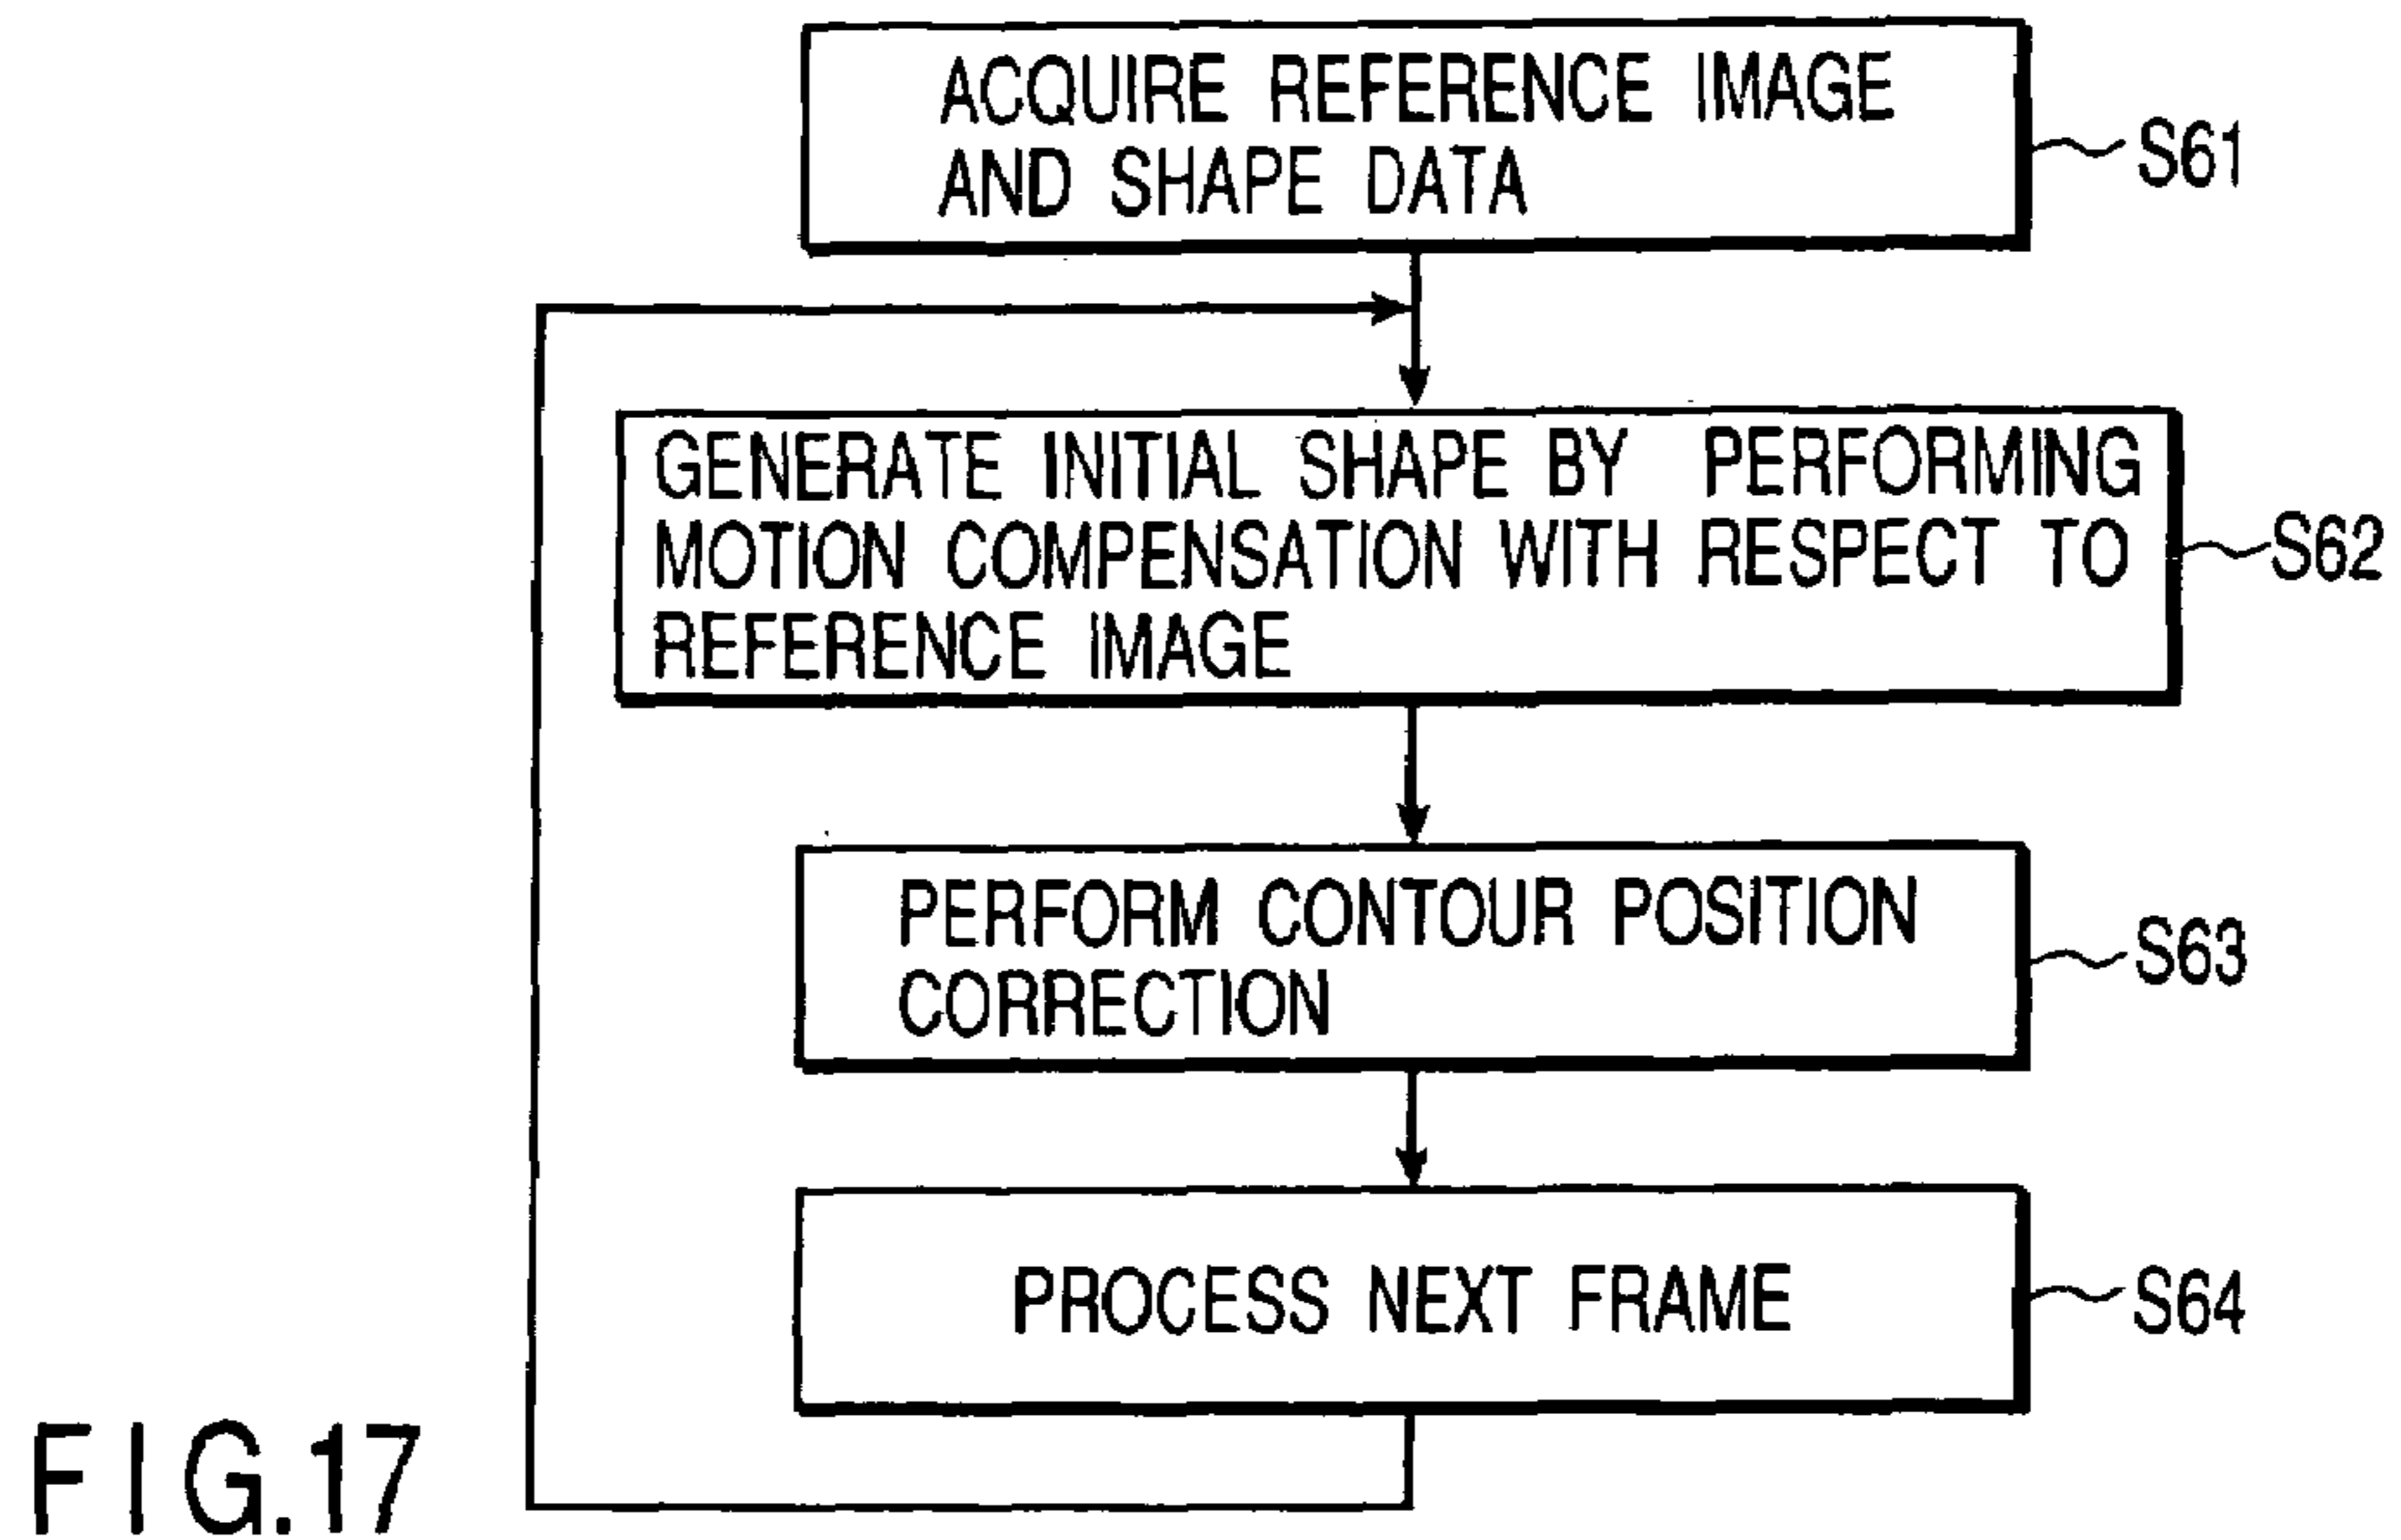 ACQUIRE REFERENCE IMAGE
AND SHAPE DATA
S61
GENERATE INITIAL SHAPE BY PERFORMING
MOTION COMPENSATION WITH RESPECT TO
REFERENCE IMAGE
S62
PERFORM CONTOUR POSITION
CORRECTION
S63
PROCESS NEXT FRAME
S64
FIG.17